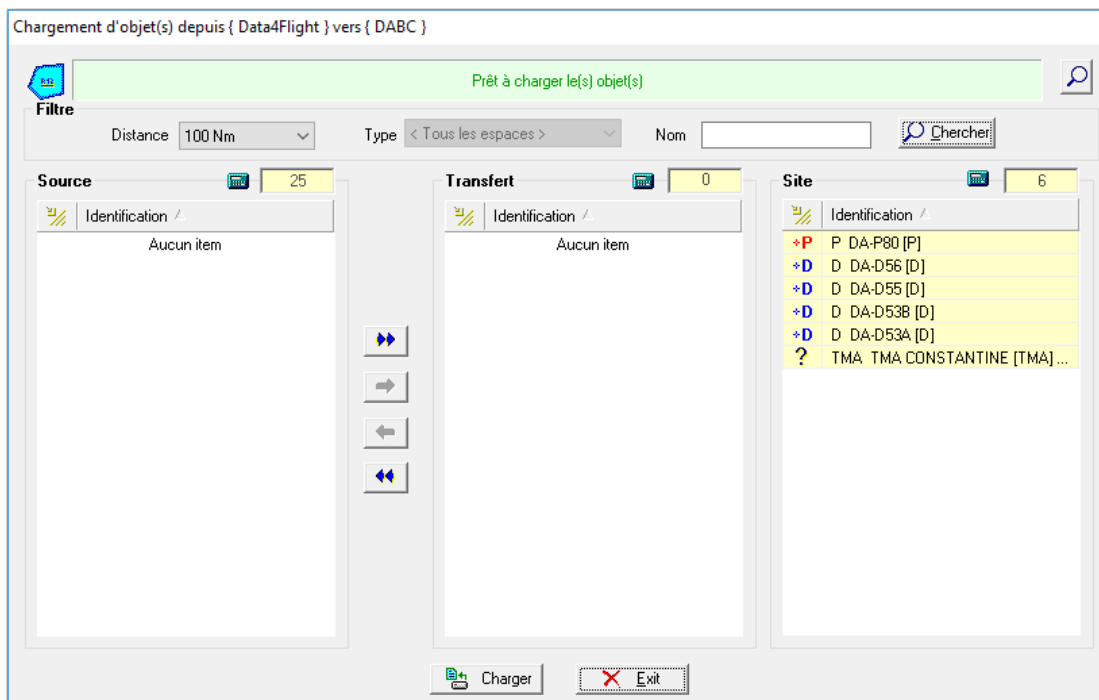 Chargement d'objet(s) depuis { Data4Flight } vers { DABC }
Prêt à charger le(s) objet(s)
Filtre
Distance 100 Nm Type < Tous les espaces > Nom Chercher
Source 25 Transfert 0 Site 6
Identification Identification Identification
Aucun item Aucun item P P DA-P80 [P]
D D DA-D56 [D]
D D DA-D55 [D]
D D DA-D53B [D]
D D DA-D53A [D]
? TMA TMA CONSTANTINE [TMA] ...
Charger Exit